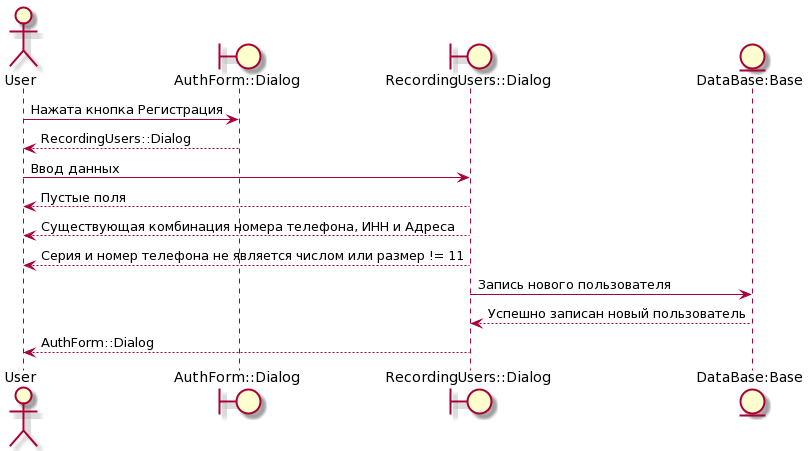 User
AuthForm::Dialog
RecordingUsers::Dialog
DataBase:Base
Нажата кнопка Регистрация
RecordingUsers::Dialog
Ввод данных
Пустые поля
Существующая комбинация номера телефона, ИНН и Адреса
Серия и номер телефона не является числом или размер != 11
Запись нового пользователя
Успешно записан новый пользователь
AuthForm::Dialog
User
AuthForm::Dialog
RecordingUsers::Dialog
DataBase:Base